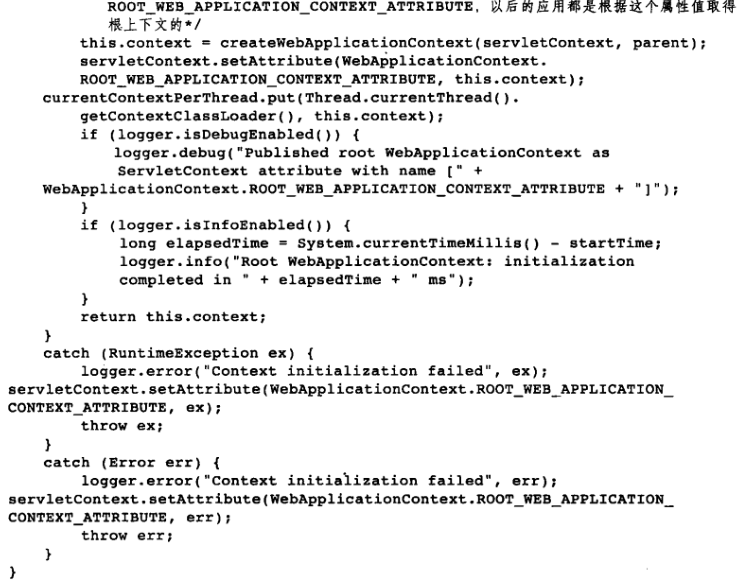 ROOT_WEB_APPLICATION_CONTEXT_ATTRIBUTE, 以后的应用都是根据这个属性值取得
根上下文的*/
this.context = createWebApplicationContext(servletContext, parent);
servletContext.setAttribute(WebApplicationContext.
ROOT_WEB_APPLICATION_CONTEXT_ATTRIBUTE, this.context);
currentContextPerThread.put(Thread.currentThread().
getContextClassLoader(), this.context);
if (logger.isDebugEnabled()) {
logger.debug("Published root WebApplicationContext as
ServletContext attribute with name [" +
WebApplicationContext.ROOT_WEB_APPLICATION_CONTEXT_ATTRIBUTE + "]");
}
if (logger.isInfoEnabled()) {
long elapsedTime = System.currentTimeMillis() - startTime;
logger.info("Root WebApplicationContext: initialization
completed in " + elapsedTime + " ms");
}
return this.context;
}
catch (RuntimeException ex) {
logger.error("Context initialization failed", ex);
servletContext.setAttribute(WebApplicationContext.ROOT_WEB_APPLICATION_
CONTEXT_ATTRIBUTE, ex);
throw ex;
}
catch (Error err) {
logger.error("Context initialization failed", err);
servletContext.setAttribute(WebApplicationContext.ROOT_WEB_APPLICATION_
CONTEXT_ATTRIBUTE, err);
throw err;
}
}